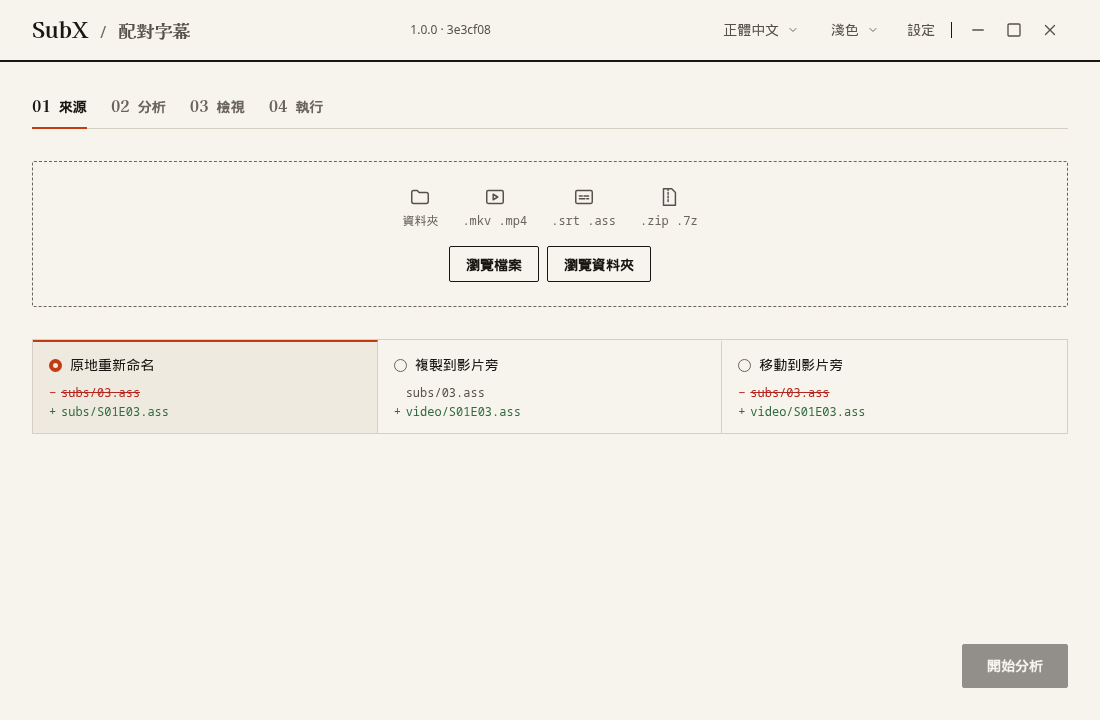 SubX / 配對字幕
1.0.0 · 3e3cf08
正體中文
淺色
設定
01 來源
02 分析
03 檢視
04 執行
資料夾
.mkv .mp4
.srt .ass
.zip .7z
瀏覽檔案
瀏覽資料夾
原地重新命名
− subs/03.ass
+ subs/S01E03.ass
複製到影片旁
subs/03.ass
+ video/S01E03.ass
移動到影片旁
− subs/03.ass
+ video/S01E03.ass
開始分析